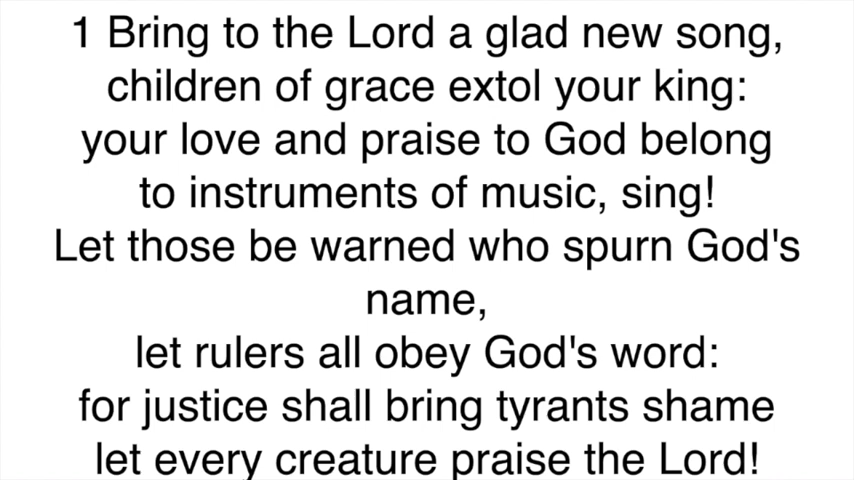 1 Bring to the Lord a glad new song,
children of grace extol your king:
your love and praise to God belong
to instruments of music, sing!
Let those be warned who spurn God's
name,
let rulers all obey God's word:
for justice shall bring tyrants shame
let every creature praise the Lord!